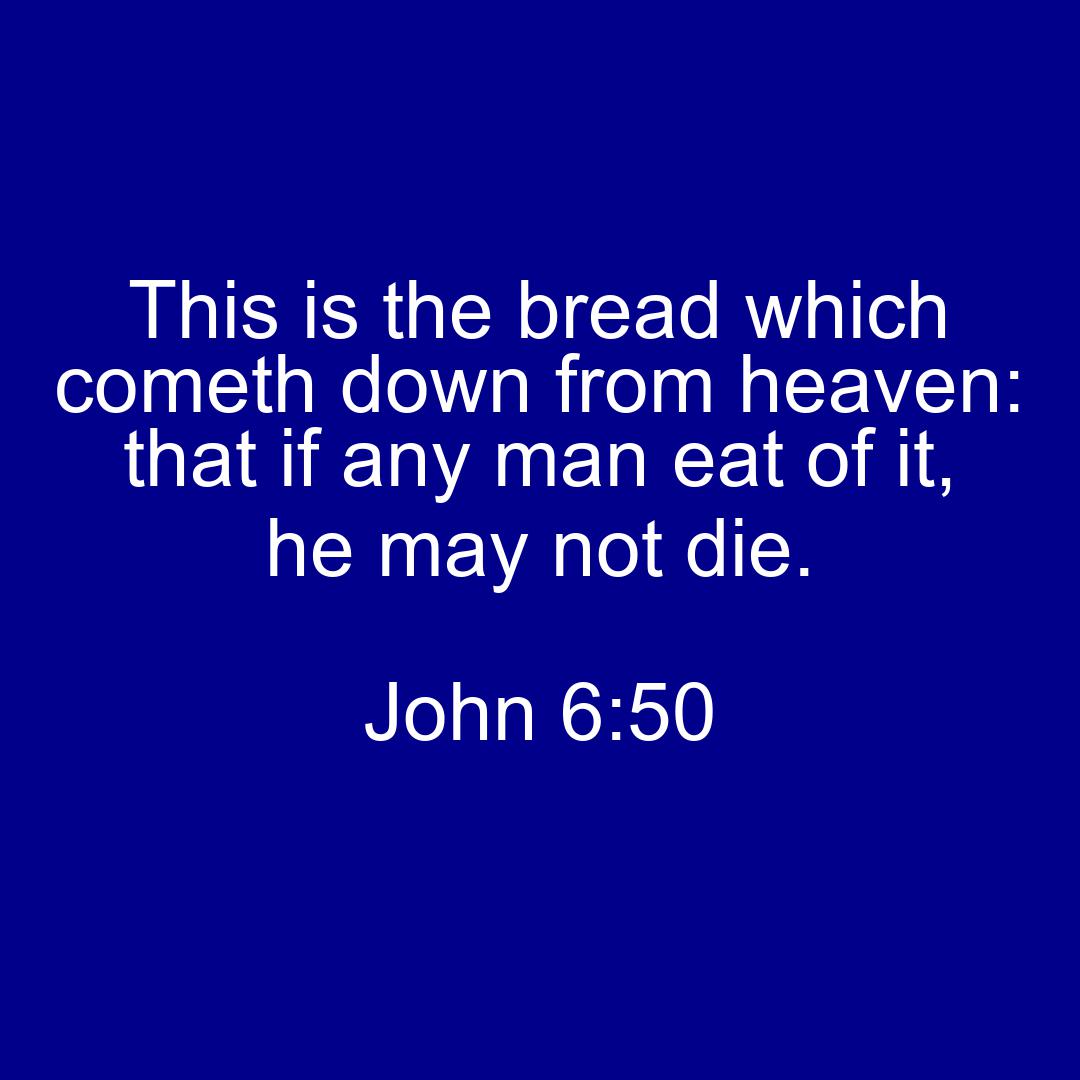 This is the bread which
cometh down from heaven:
that if any man eat of it,
he may not die.
John 6:50